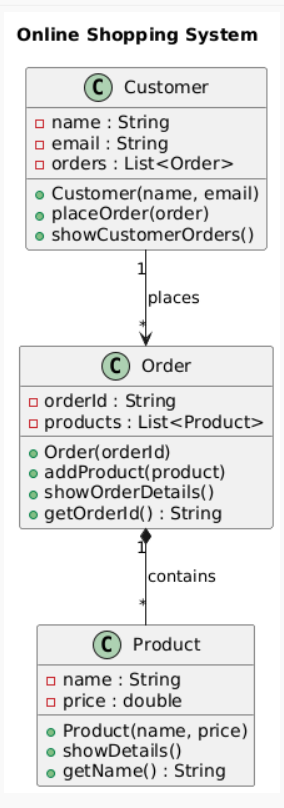 Online Shopping System
C Customer
name : String
email : String
orders : List<Order>
Customer(name, email)
placeOrder(order)
showCustomerOrders()
1
places
*
C Order
orderId : String
products : List<Product>
Order(orderId)
addProduct(product)
showOrderDetails()
getOrderId() : String
1
contains
*
C Product
name : String
price : double
Product(name, price)
showDetails()
getName() : String